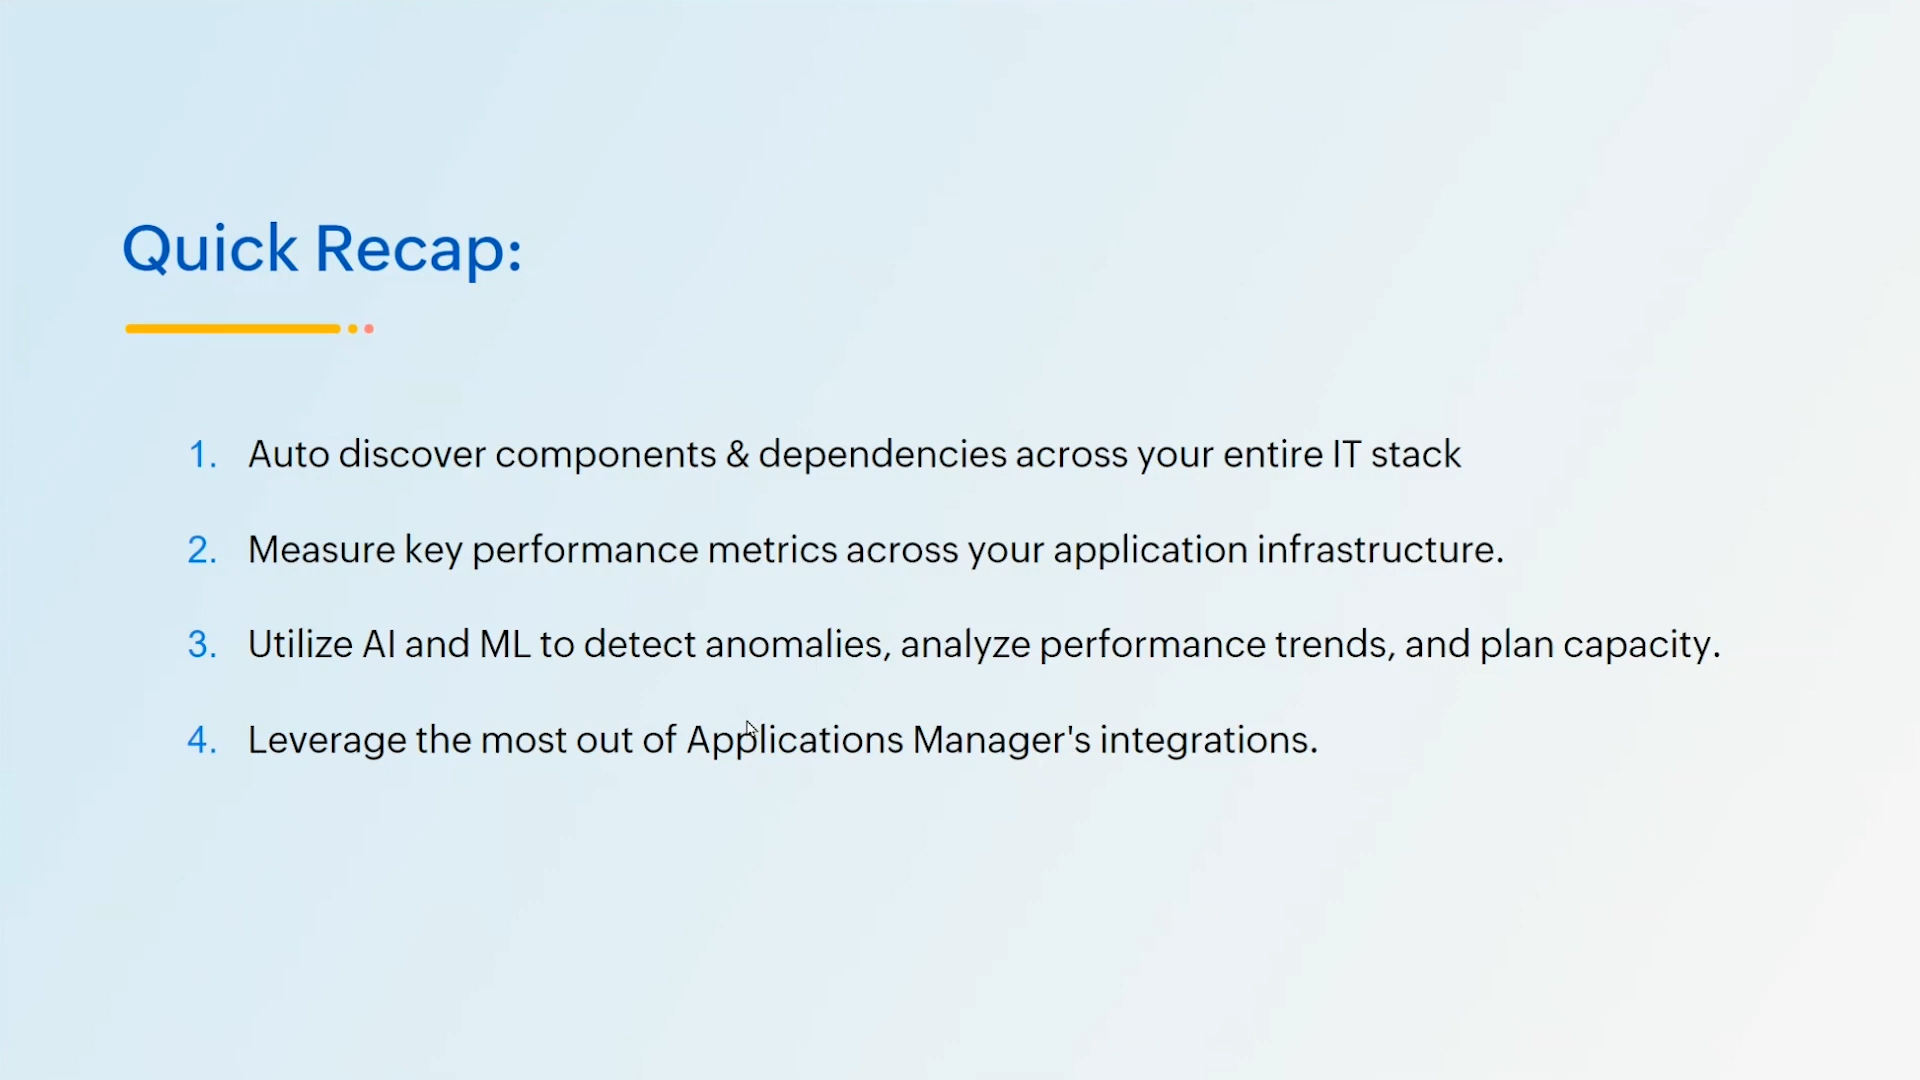 Quick Recap:
1. Auto discover components & dependencies across your entire IT stack
2. Measure key performance metrics across your application infrastructure.
3. Utilize AI and ML to detect anomalies, analyze performance trends, and plan capacity.
4. Leverage the most out of Applications Manager's integrations.